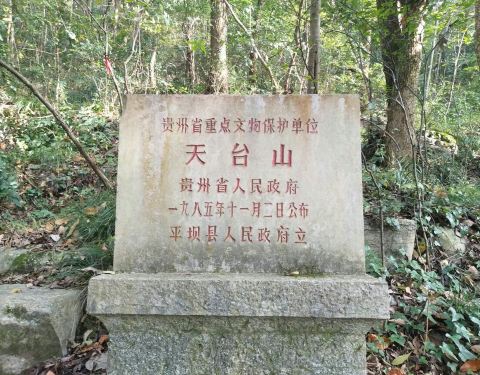 贵州省重点文物保护单位
天台山
贵州省人民政府
一九八五年十一月二日公布
平坝县人民政府立